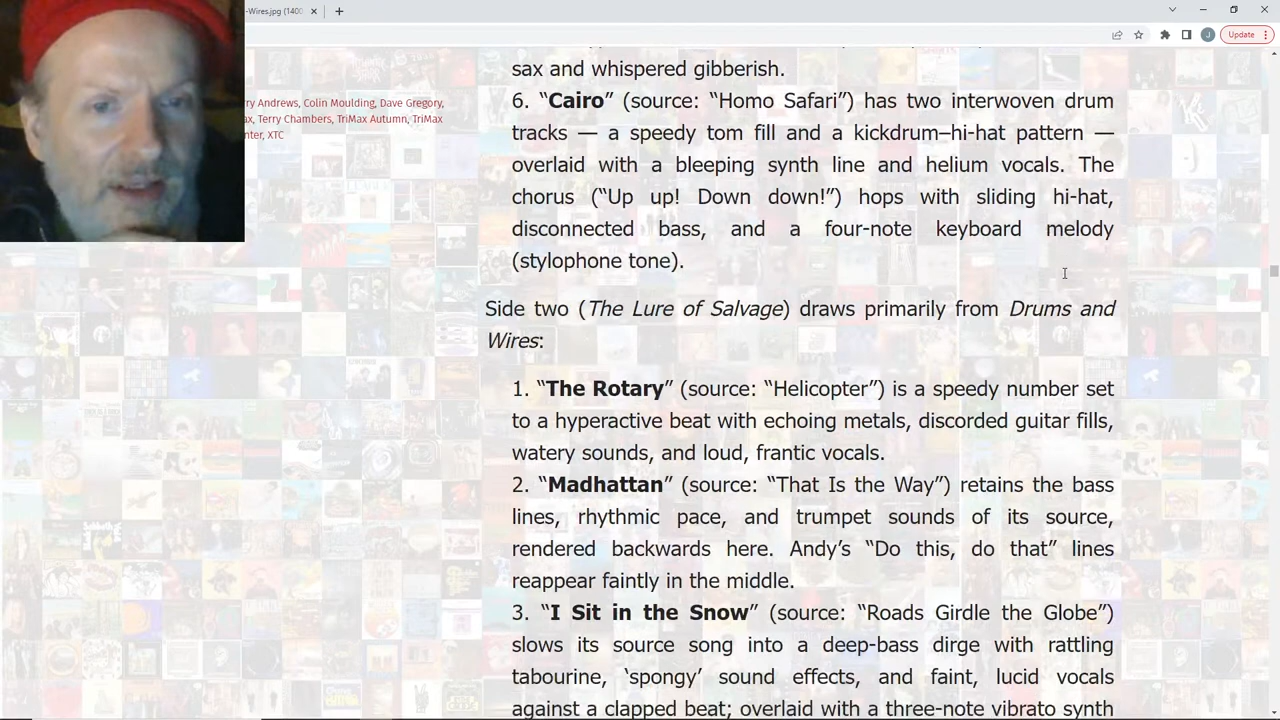 -Wires.jpg (1400
Update
sax and whispered gibberish.
rry Andrews, Colin Moulding, Dave Gregory,
ax, Terry Chambers, TriMax Autumn, TriMax
nter, XTC
6. “Cairo” (source: “Homo Safari”) has two interwoven drum
tracks — a speedy tom fill and a kickdrum–hi-hat pattern —
overlaid with a bleeping synth line and helium vocals. The
chorus (“Up up! Down down!”) hops with sliding hi-hat,
disconnected bass, and a four-note keyboard melody
(stylophone tone).
Side two (The Lure of Salvage) draws primarily from Drums and
Wires:
1. “The Rotary” (source: “Helicopter”) is a speedy number set
to a hyperactive beat with echoing metals, discorded guitar fills,
watery sounds, and loud, frantic vocals.
2. “Madhattan” (source: “That Is the Way”) retains the bass
lines, rhythmic pace, and trumpet sounds of its source,
rendered backwards here. Andy’s “Do this, do that” lines
reappear faintly in the middle.
3. “I Sit in the Snow” (source: “Roads Girdle the Globe”)
slows its source song into a deep-bass dirge with rattling
tabourine, ‘spongy’ sound effects, and faint, lucid vocals
against a clapped beat; overlaid with a three-note vibrato synth